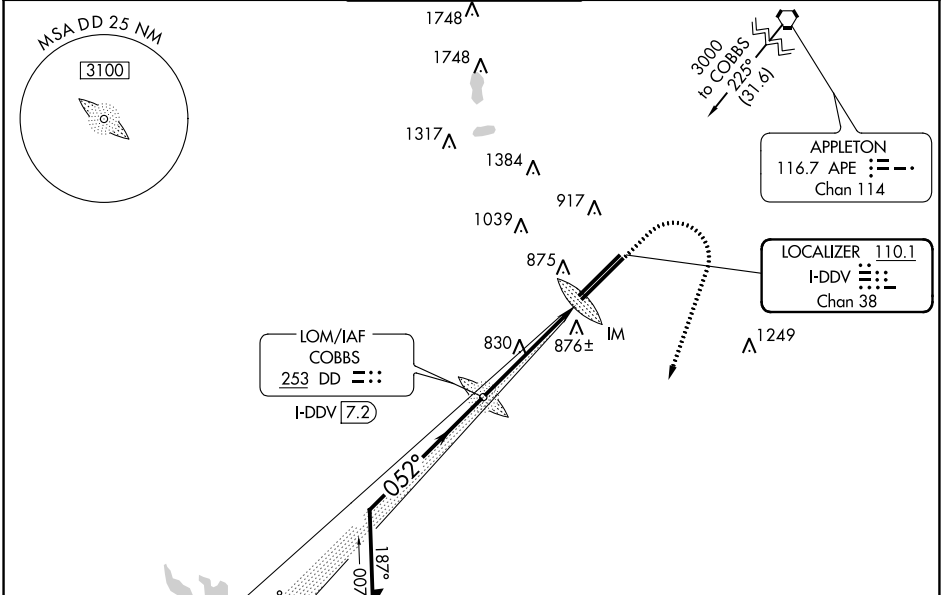 MSA DD 25 NM
3100
1748
1748
1317
1384
917
1039
875
3000
to COBBS
225°
(31.6)
APPLETON
116.7 APE
Chan 114
LOCALIZER 110.1
I-DDV
Chan 38
1249
IM
876±
830
LOM/IAF
COBBS
253 DD
I-DDV 7.2
052°
187°
007